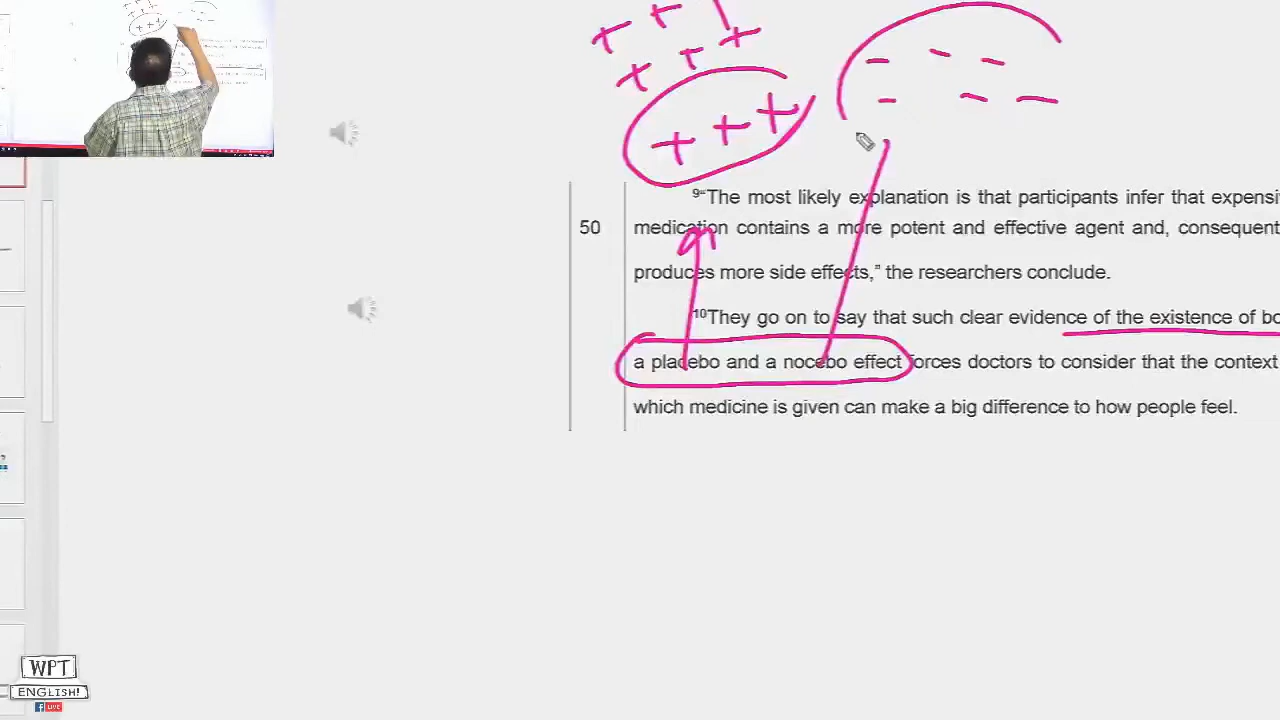 9“The most likely explanation is that participants infer that expensi
50 medication contains a more potent and effective agent and, consequent
produces more side effects,” the researchers conclude.
10They go on to say that such clear evidence of the existence of bo
a placebo and a nocebo effect forces doctors to consider that the context
which medicine is given can make a big difference to how people feel.
WPT
ENGLISH!
LIVE